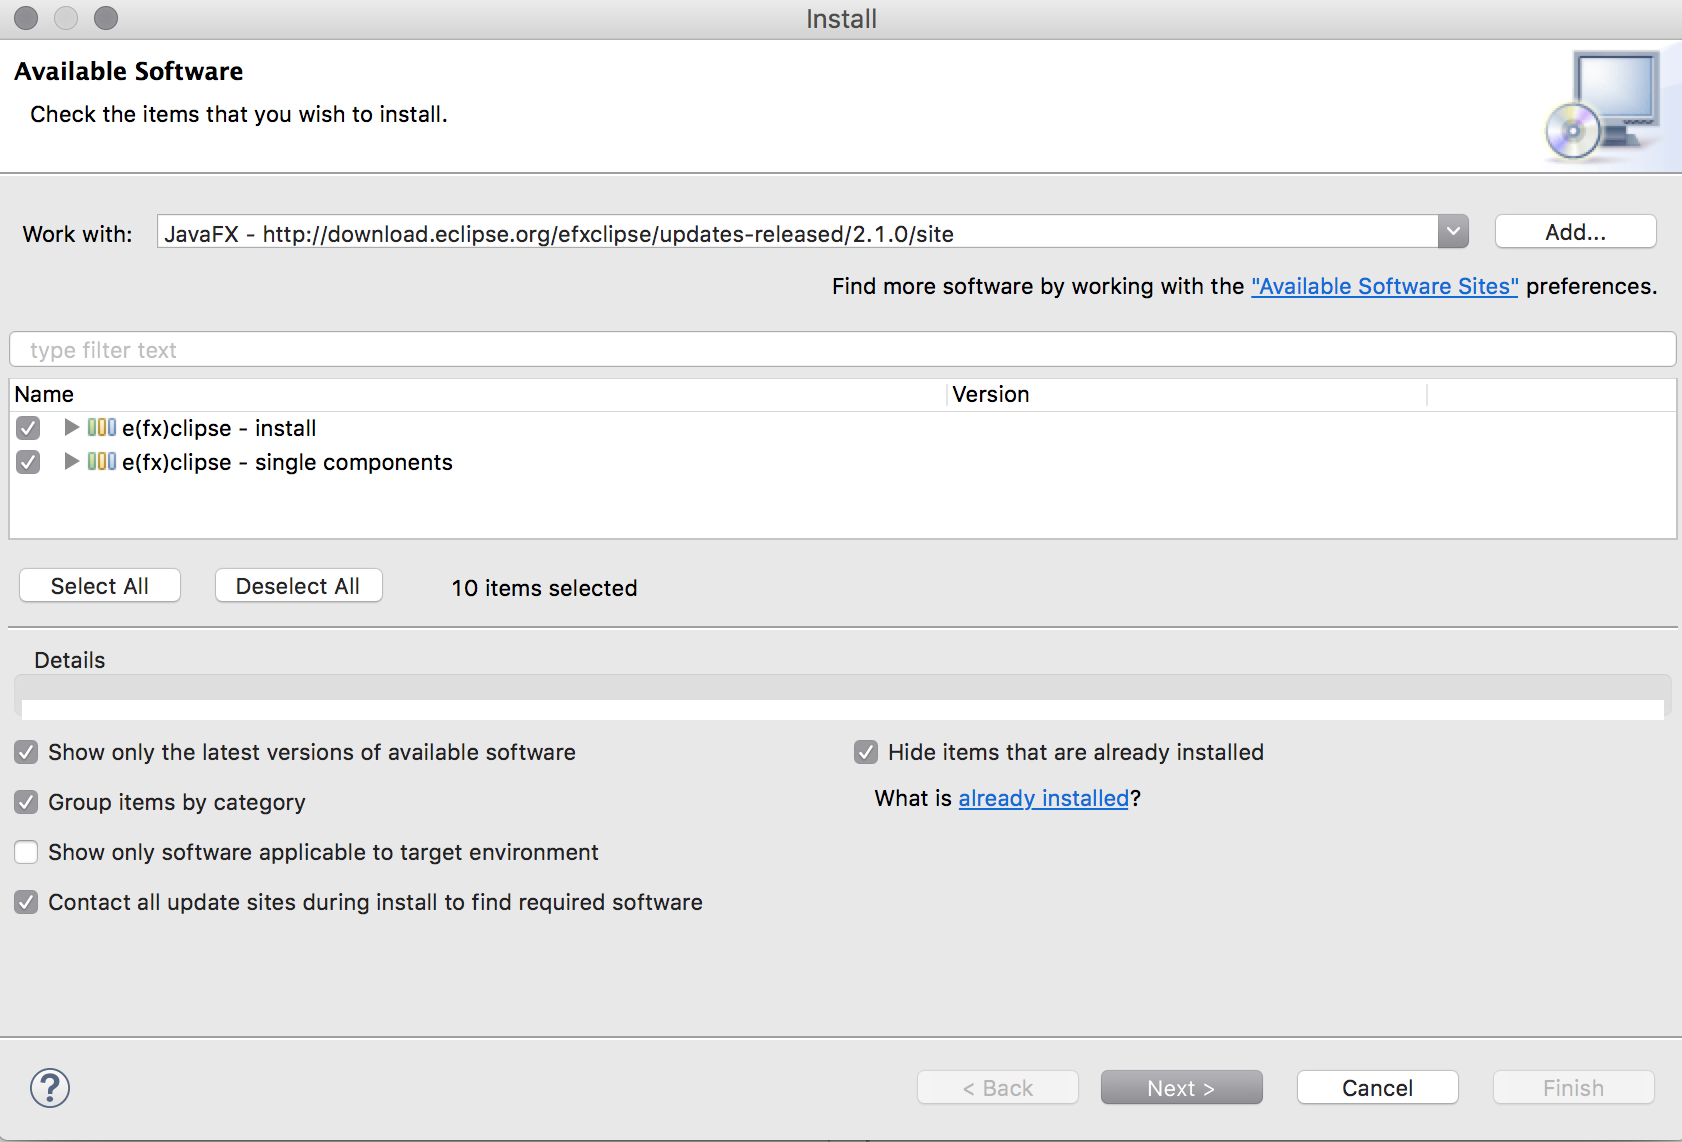 Install
Available Software
Check the items that you wish to install.
Work with: JavaFX - http://download.eclipse.org/efxclipse/updates-released/2.1.0/site Add...
Find more software by working with the "Available Software Sites" preferences.
type filter text
Name Version
e(fx)clipse - install
e(fx)clipse - single components
Select All Deselect All 10 items selected
Details
Show only the latest versions of available software Hide items that are already installed
Group items by category What is already installed?
Show only software applicable to target environment
Contact all update sites during install to find required software
? < Back Next > Cancel Finish